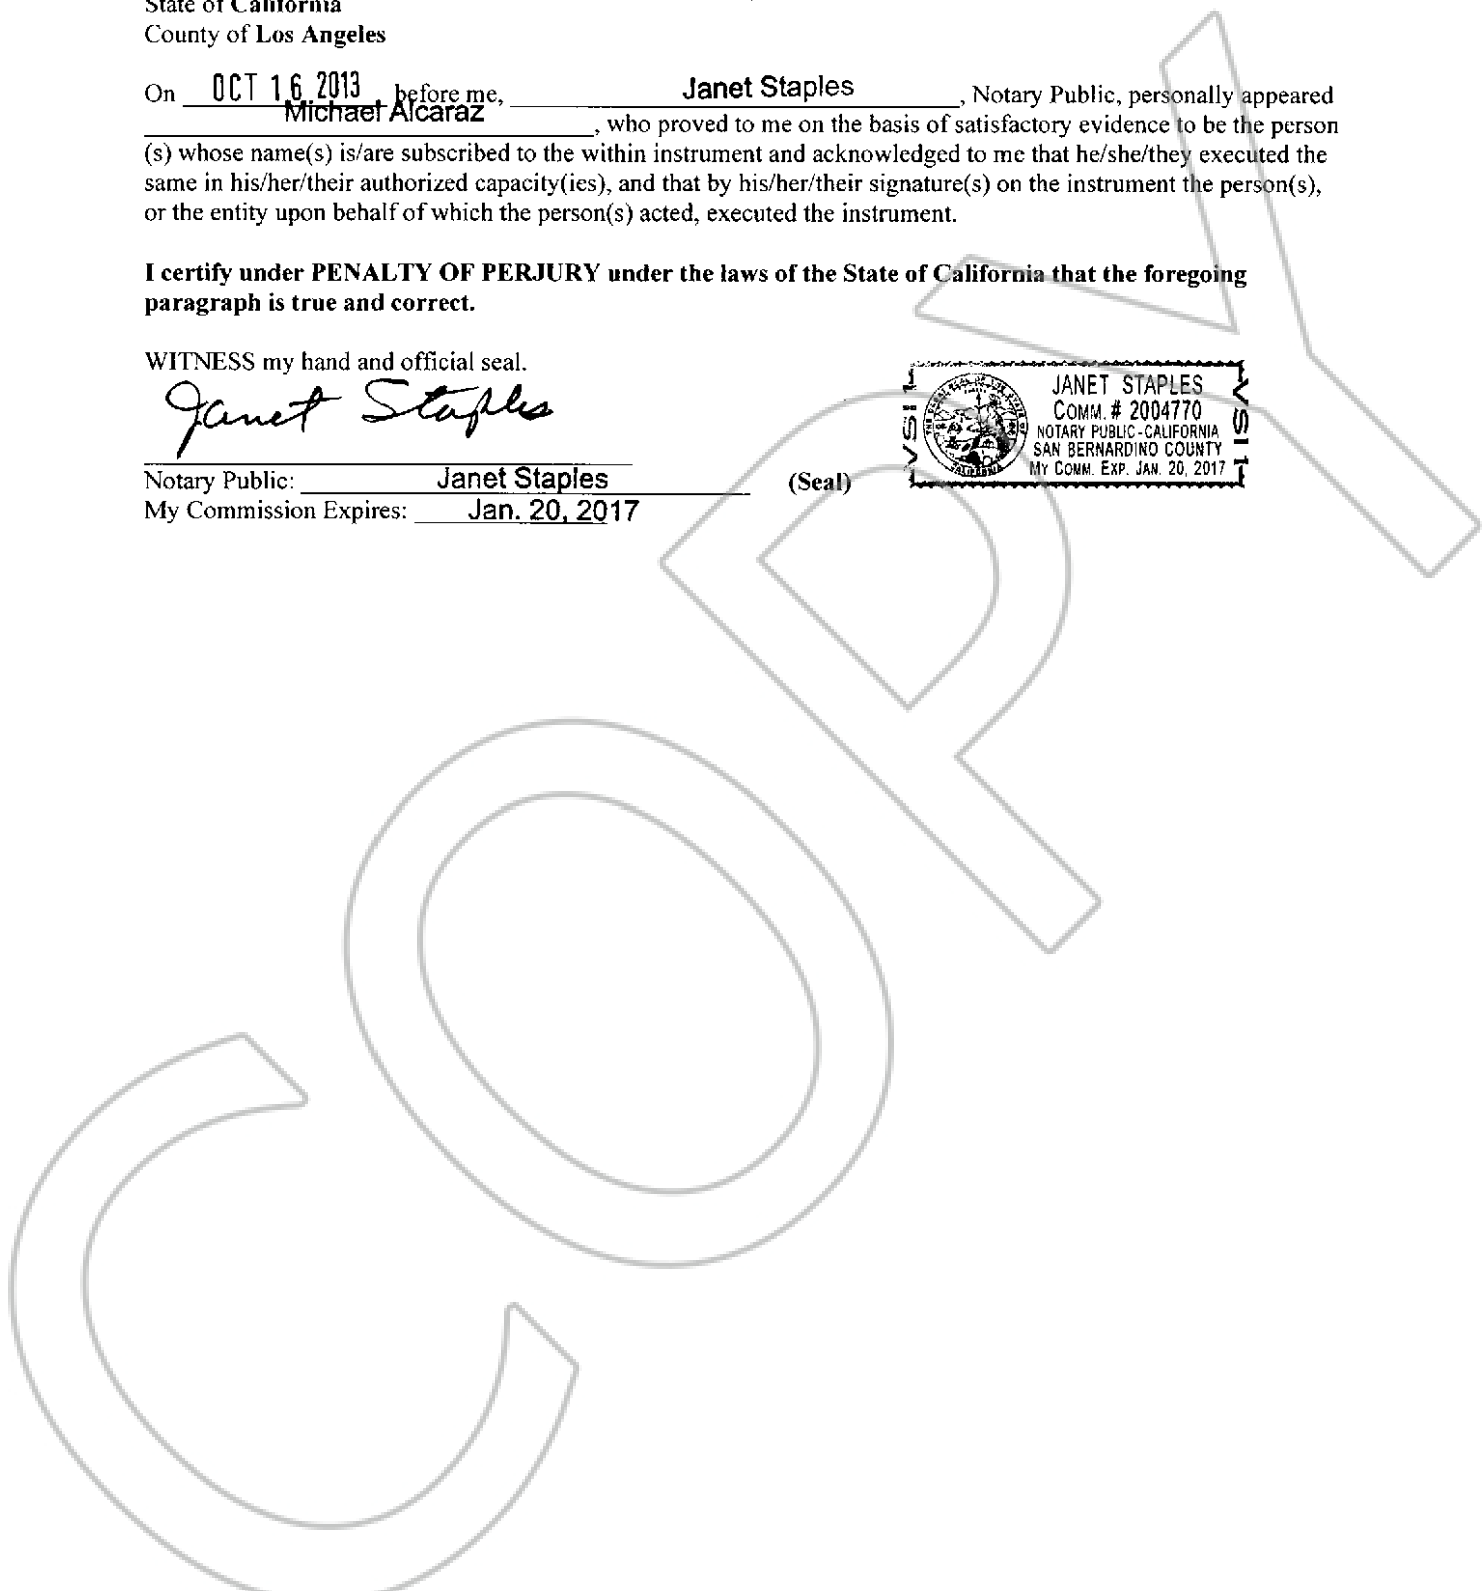 State of California
County of Los Angeles
On OCT 16 2013 before me, Janet Staples, Notary Public, personally appeared
Michael Alcaraz, who proved to me on the basis of satisfactory evidence to be the person
(s) whose name(s) is/are subscribed to the within instrument and acknowledged to me that he/she/they executed the
same in his/her/their authorized capacity(ies), and that by his/her/their signature(s) on the instrument the person(s),
or the entity upon behalf of which the person(s) acted, executed the instrument.
I certify under PENALTY OF PERJURY under the laws of the State of California that the foregoing
paragraph is true and correct.
WITNESS my hand and official seal.
Janet Staples
Notary Public: Janet Staples (Seal)
My Commission Expires: Jan. 20, 2017
JANET STAPLES
COMM. # 2004770
NOTARY PUBLIC-CALIFORNIA
SAN BERNARDINO COUNTY
MY COMM. EXP. JAN. 20, 2017
COPY